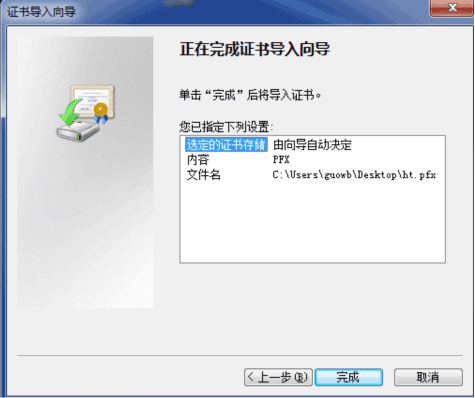 证书导入向导
正在完成证书导入向导
单击“完成”后将导入证书。
您已指定下列设置:
选定的证书存储 由向导自动决定
内容 PFX
文件名 C:\Users\guowb\Desktop\ht.pfx
< 上一步(B) 完成 取消